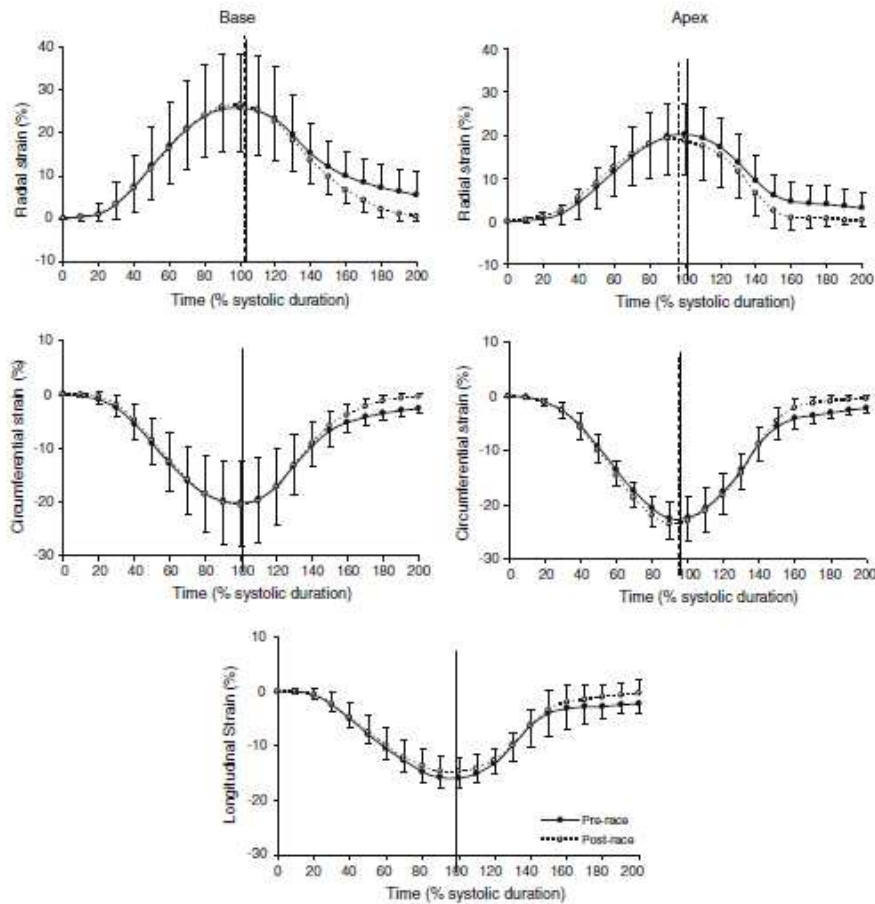 Base
Apex
Radial strain (%)
40
30
20
10
0
-10
0 20 40 60 80 100 120 140 160 180 200
Time (% systolic duration)
Radial strain (%)
40
30
20
10
0
-10
0 20 40 60 80 100 120 140 160 180 200
Time (% systolic duration)
Circumferential strain (%)
10
0
-10
-20
-30
0 20 40 60 80 100 120 140 160 180 200
Time (% systolic duration)
Circumferential strain (%)
10
0
-10
-20
-30
0 20 40 60 80 100 120 140 160 180 200
Time (% systolic duration)
Longitudinal Strain (%)
10
0
-10
-20
-30
0 20 40 60 80 100 120 140 160 180 200
Time (% systolic duration)
Pre-race
Post-race